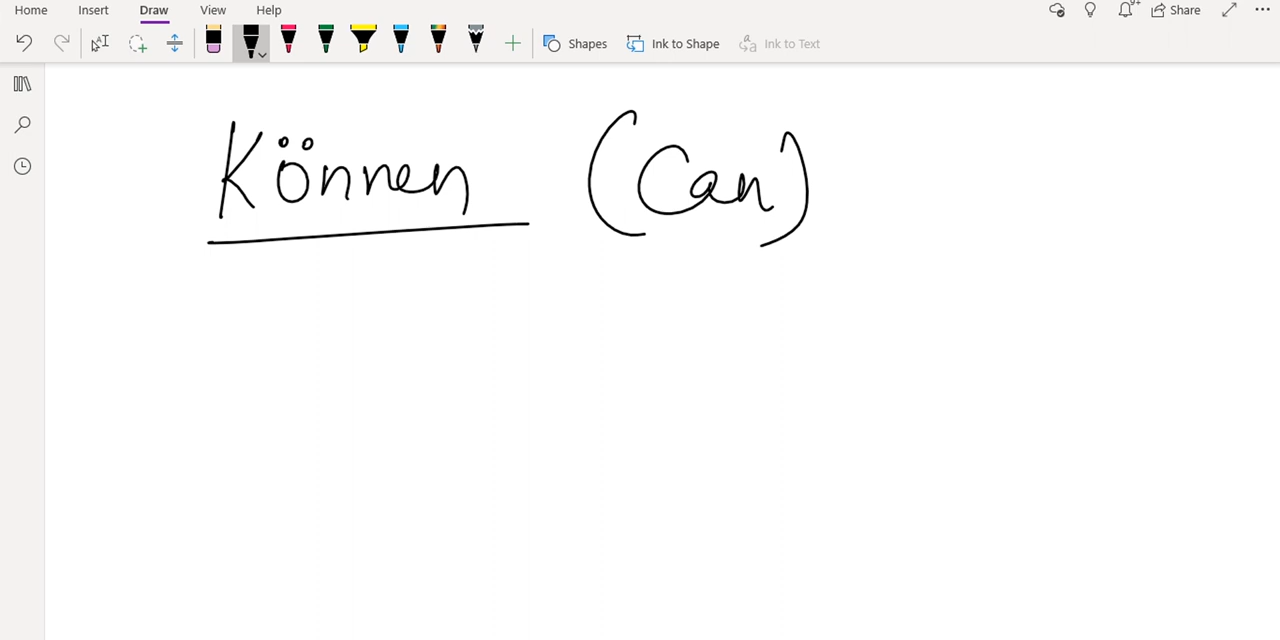 Home Insert Draw View Help
Share
Shapes Ink to Shape Ink to Text
Können (Can)